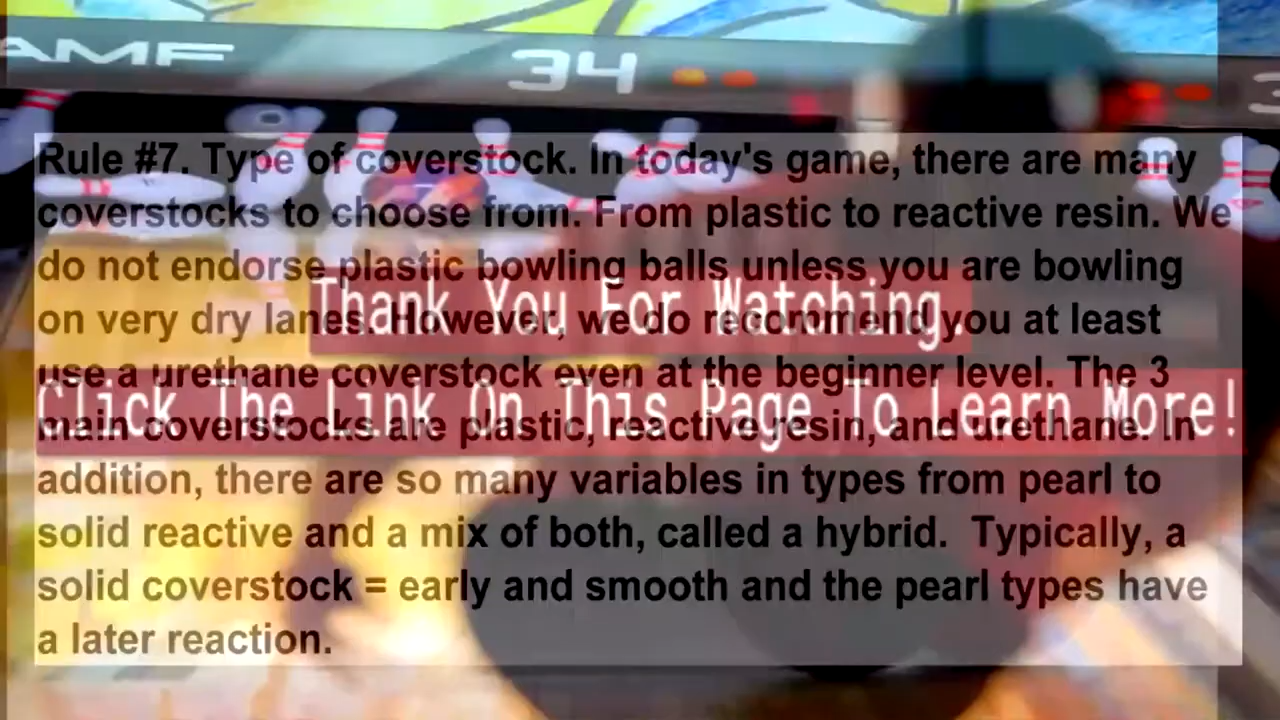 AMF
34
3
Rule #7. Type of coverstock. In today's game, there are many
coverstocks to choose from. From plastic to reactive resin. We
do not endorse plastic bowling balls unless you are bowling
on very dry lanes. However, we do recommend you at least
use a urethane coverstock even at the beginner level. The 3
main coverstocks are plastic, reactive resin, and urethane. In
addition, there are so many variables in types from pearl to
solid reactive and a mix of both, called a hybrid. Typically, a
solid coverstock = early and smooth and the pearl types have
a later reaction.
Thank You For Watching.
Click The Link On This Page To Learn More!